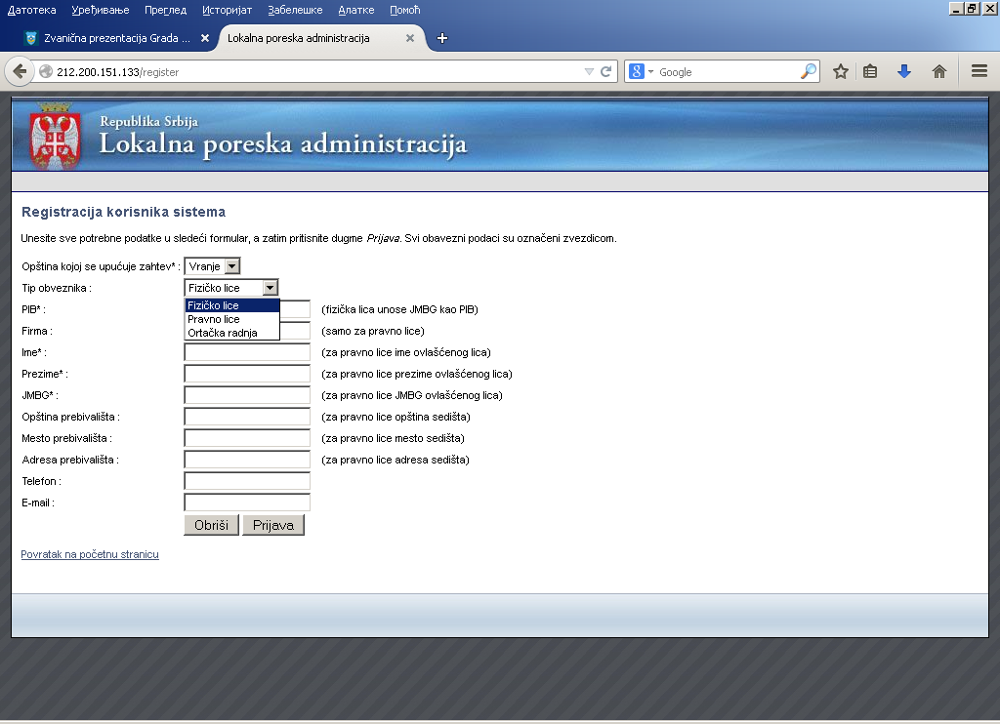 Датотека Уређивање Преглед Историјат Забелешке Алатке Помоћ
Zvanična prezentacija Grada ... Lokalna poreska administracija
212.200.151.133/register Google
Republika Srbija
Lokalna poreska administracija
Registracija korisnika sistema
Unesite sve potrebne podatke u sledeći formular, a zatim pritisnite dugme Prijava. Svi obavezni podaci su označeni zvezdicom.
Opština kojoj se upućuje zahtev* : Vranje
Tip obveznika : Fizičko lice
Fizičko lice
Pravno lice
Ortačka radnja
PIB* : (fizička lica unose JMBG kao PIB)
Firma : (samo za pravno lice)
Ime* : (za pravno lice ime ovlašćenog lica)
Prezime* : (za pravno lice prezime ovlašćenog lica)
JMBG* : (za pravno lice JMBG ovlašćenog lica)
Opština prebivališta : (za pravno lice opština sedišta)
Mesto prebivališta : (za pravno lice mesto sedišta)
Adresa prebivališta : (za pravno lice adresa sedišta)
Telefon :
E-mail :
Obriši Prijava
Povratak na početnu stranicu